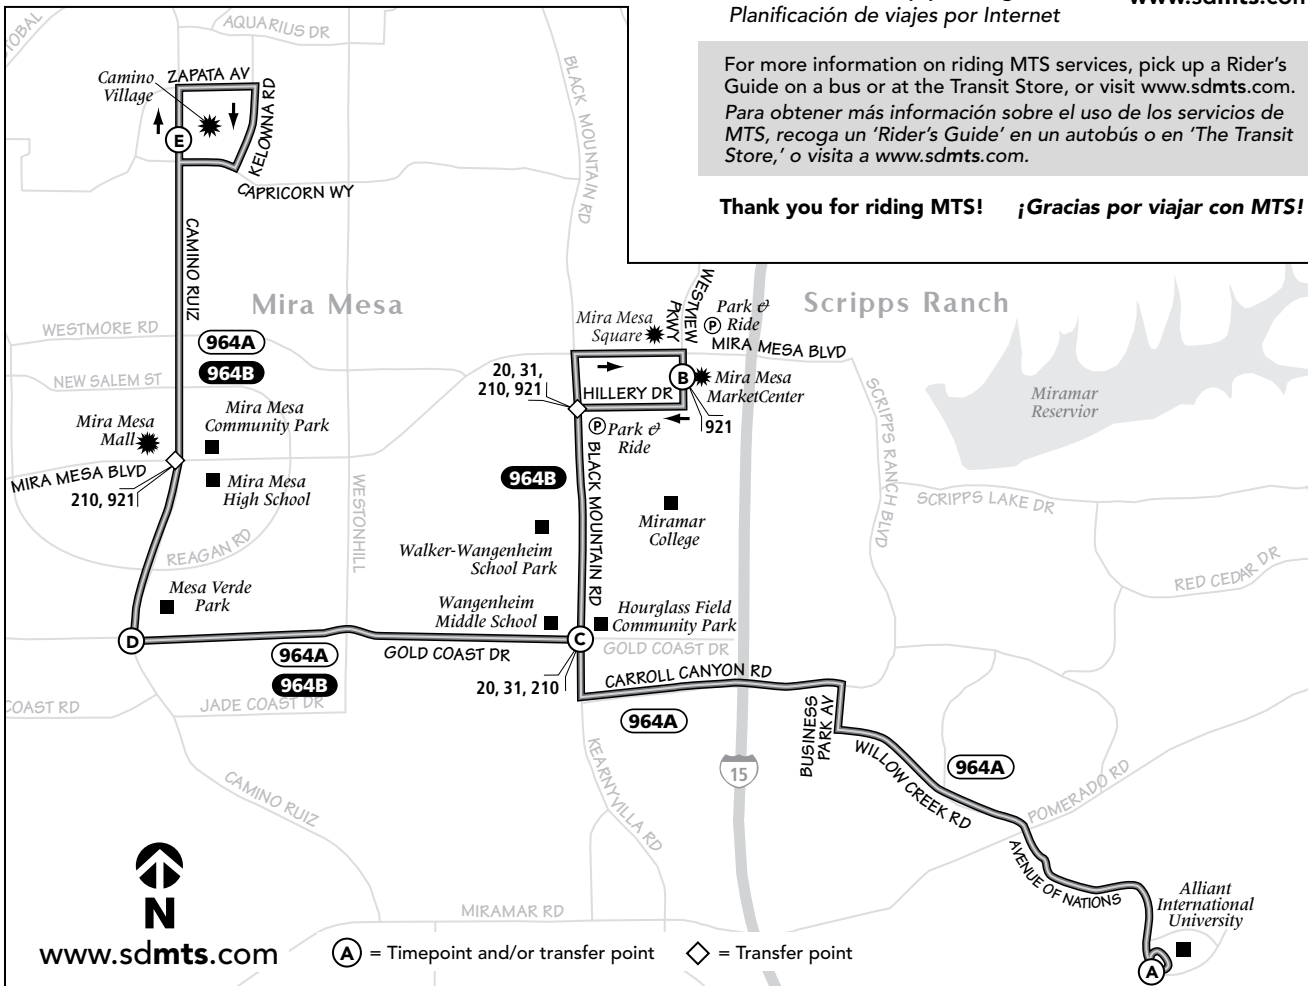 Planificación de viajes por Internet
www.sdmts.com
For more information on riding MTS services, pick up a Rider’s
Guide on a bus or at the Transit Store, or visit www.sdmts.com.
Para obtener más información sobre el uso de los servicios de
MTS, recoga un ‘Rider’s Guide’ en un autobús o en ‘The Transit
Store,’ o visita a www.sdmts.com.
Thank you for riding MTS! ¡Gracias por viajar con MTS!
AQUARIUS DR
Camino
Village
ZAPATA AV
KELOWNA RD
E
CAPRICORN WY
BLACK MOUNTAIN RD
CAMINO RUIZ
Mira Mesa
Scripps Ranch
WESTVIEW
PKWY
Park &
Ride
P
Mira Mesa
Square
MIRA MESA BLVD
WESTMORE RD
964A
964B
NEW SALEM ST
20, 31,
210, 921
HILLERY DR
B
Mira Mesa
MarketCenter
921
P
Park &
Ride
Miramar
Reservior
SCRIPPS RANCH BLVD
Mira Mesa
Community Park
Mira Mesa
Mall
MIRA MESA BLVD
210, 921
Mira Mesa
High School
WESTONHILL
964B
BLACK MOUNTAIN RD
Miramar
College
SCRIPPS LAKE DR
REAGAN RD
Walker-Wangenheim
School Park
RED CEDAR DR
Mesa Verde
Park
Wangenheim
Middle School
Hourglass Field
Community Park
D
C
GOLD COAST DR
GOLD COAST DR
964A
964B
20, 31, 210
CARROLL CANYON RD
COAST RD
JADE COAST DR
964A
BUSINESS
PARK AV
KEARNYVILLA RD
15
WILLOW CREEK RD
964A
POMERADO RD
CAMINO RUIZ
AVENUE OF NATIONS
Alliant
International
University
MIRAMAR RD
A
N
www.sdmts.com
A = Timepoint and/or transfer point
= Transfer point